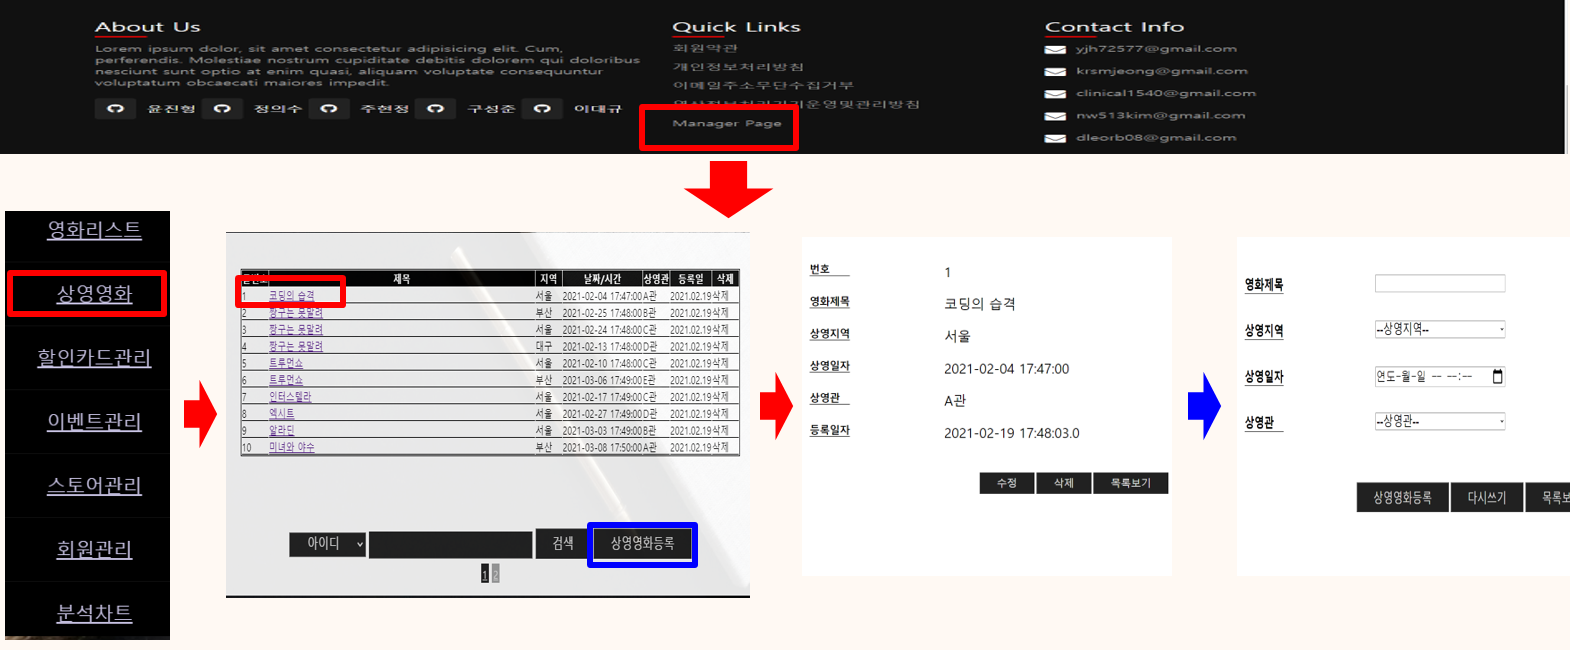 About Us
Lorem ipsum dolor, sit amet consectetur adipisicing elit. Cum,
perferendis. Molestiae nostrum cupiditate debitis dolorem qui doloribus
nesciunt sunt optio at enim quasi, aliquam voluptate consequuntur
voluptatum obcaecati maiores impedit.
윤진형 정의수 주현정 구성준 이대규
Quick Links
회원약관
개인정보처리방침
이메일주소무단수집거부
영상정보처리기기운영및관리방침
Manager Page
Contact Info
yjh72577@gmail.com
krsmjeong@gmail.com
clinical1540@gmail.com
nw513kim@gmail.com
dleorb08@gmail.com
영화리스트
상영영화
할인카드관리
이벤트관리
스토어관리
회원관리
분석차트
제목 지역 날짜/시간 상영관 등록일 삭제
1 코딩의 습격 서울 2021-02-04 17:47:00 A관 2021.02.19 삭제
2 짱구는 못말려 부산 2021-02-25 17:48:00 B관 2021.02.19 삭제
3 짱구는 못말려 서울 2021-02-24 17:48:00 C관 2021.02.19 삭제
4 짱구는 못말려 대구 2021-02-13 17:48:00 D관 2021.02.19 삭제
5 트루먼쇼 서울 2021-02-10 17:48:00 C관 2021.02.19 삭제
6 트루먼쇼 부산 2021-03-06 17:49:00 E관 2021.02.19 삭제
7 인터스텔라 서울 2021-02-17 17:49:00 C관 2021.02.19 삭제
8 엑시트 서울 2021-02-27 17:49:00 D관 2021.02.19 삭제
9 알라딘 서울 2021-03-03 17:49:00 B관 2021.02.19 삭제
10 미녀와 야수 부산 2021-03-08 17:50:00 A관 2021.02.19 삭제
아이디 검색 상영영화등록
1 2
번호 1
영화제목 코딩의 습격
상영지역 서울
상영일자 2021-02-04 17:47:00
상영관 A관
등록일자 2021-02-19 17:48:03.0
수정 삭제 목록보기
영화제목
상영지역 --상영지역--
상영일자 연도-월-일 -- --:--
상영관 --상영관--
상영영화등록 다시쓰기 목록보